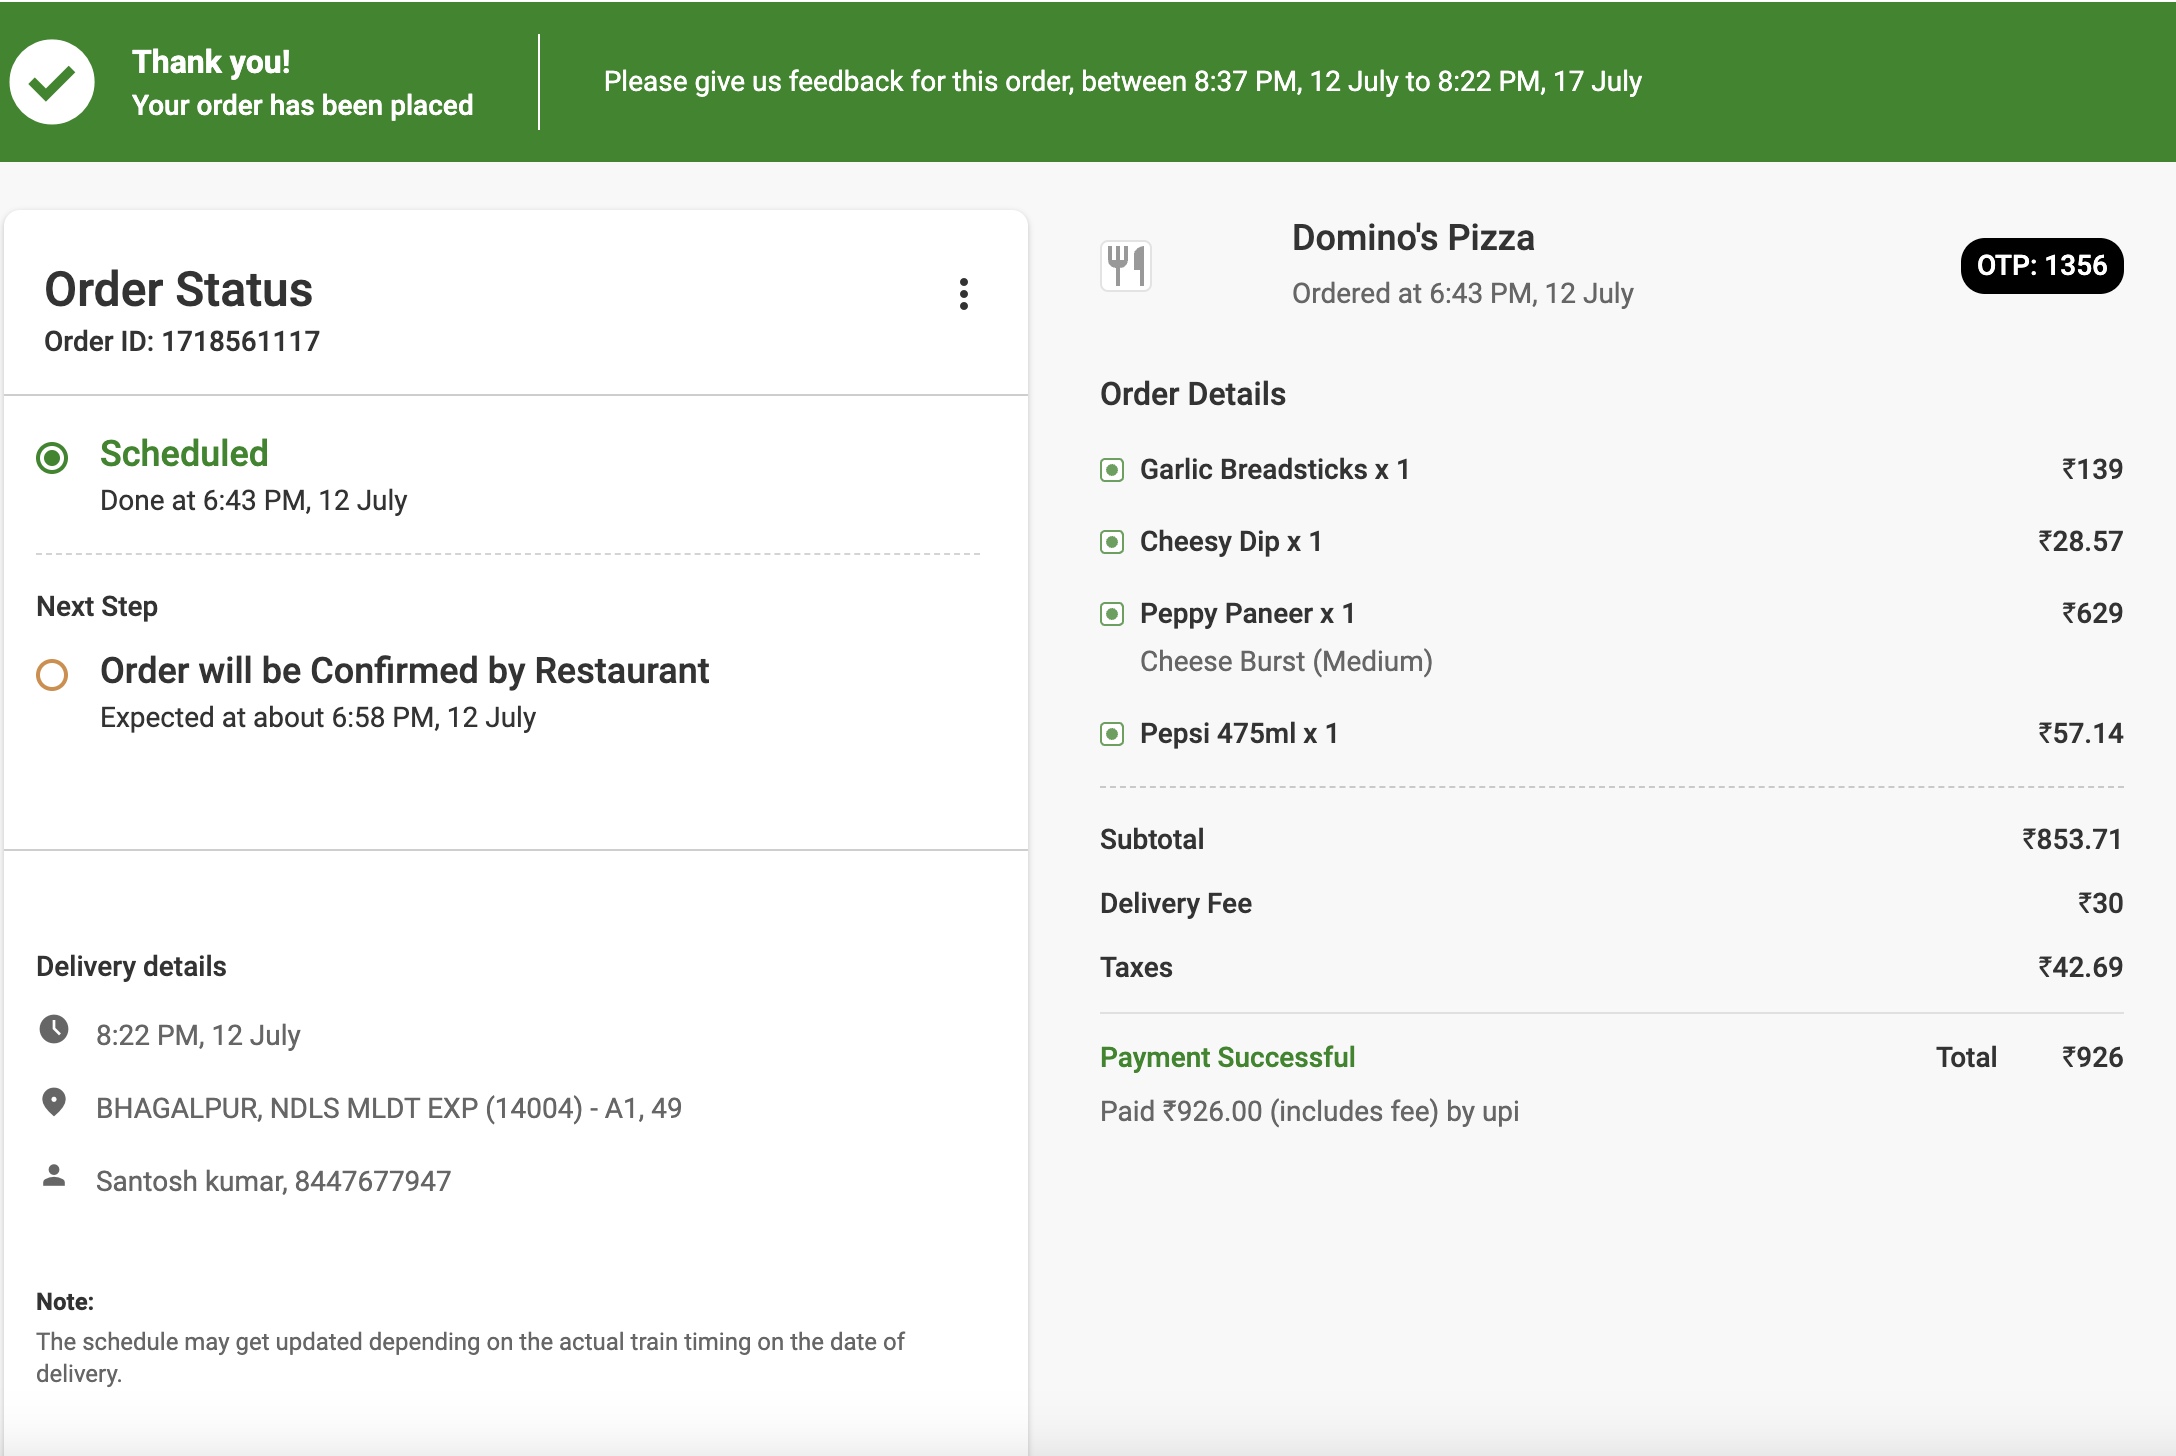 Thank you!
Your order has been placed
Please give us feedback for this order, between 8:37 PM, 12 July to 8:22 PM, 17 July
Order Status
Order ID: 1718561117
Scheduled
Done at 6:43 PM, 12 July
Next Step
Order will be Confirmed by Restaurant
Expected at about 6:58 PM, 12 July
Delivery details
8:22 PM, 12 July
BHAGALPUR, NDLS MLDT EXP (14004) - A1, 49
Santosh kumar, 8447677947
Note:
The schedule may get updated depending on the actual train timing on the date of
delivery.
Domino's Pizza
Ordered at 6:43 PM, 12 July
OTP: 1356
Order Details
Garlic Breadsticks x 1 ₹139
Cheesy Dip x 1 ₹28.57
Peppy Paneer x 1 ₹629
Cheese Burst (Medium)
Pepsi 475ml x 1 ₹57.14
Subtotal ₹853.71
Delivery Fee ₹30
Taxes ₹42.69
Payment Successful Total ₹926
Paid ₹926.00 (includes fee) by upi